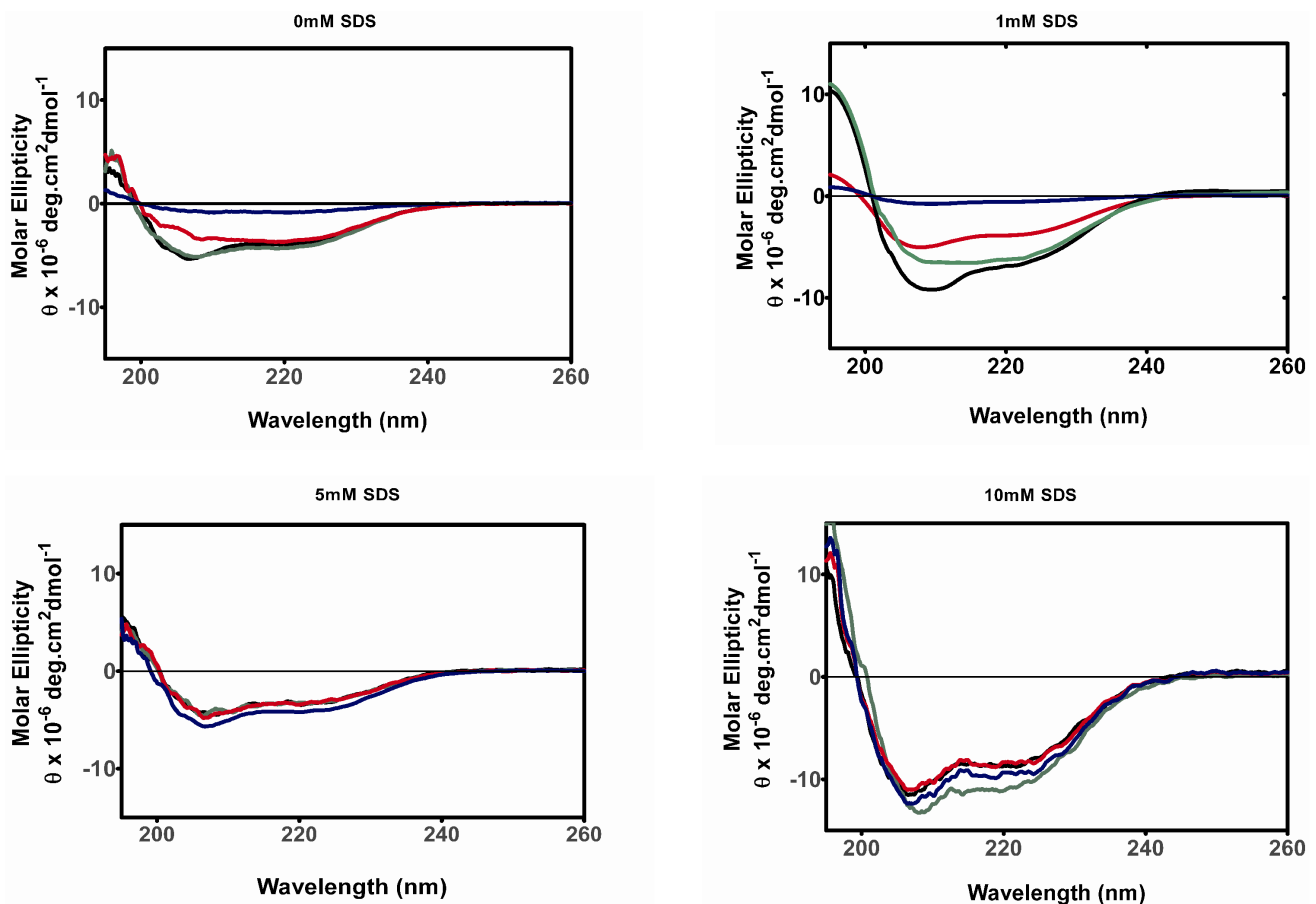 0mM SDS
Molar Ellipticity
θ x 10⁻⁶ deg.cm²dmol⁻¹
10
0
-10
200 220 240 260
Wavelength (nm)
1mM SDS
Molar Ellipticity
θ x 10⁻⁶ deg.cm²dmol⁻¹
10
0
-10
200 220 240 260
Wavelength (nm)
5mM SDS
Molar Ellipticity
θ x 10⁻⁶ deg.cm²dmol⁻¹
10
0
-10
200 220 240 260
Wavelength (nm)
10mM SDS
Molar Ellipticity
θ x 10⁻⁶ deg.cm²dmol⁻¹
10
0
-10
200 220 240 260
Wavelength (nm)